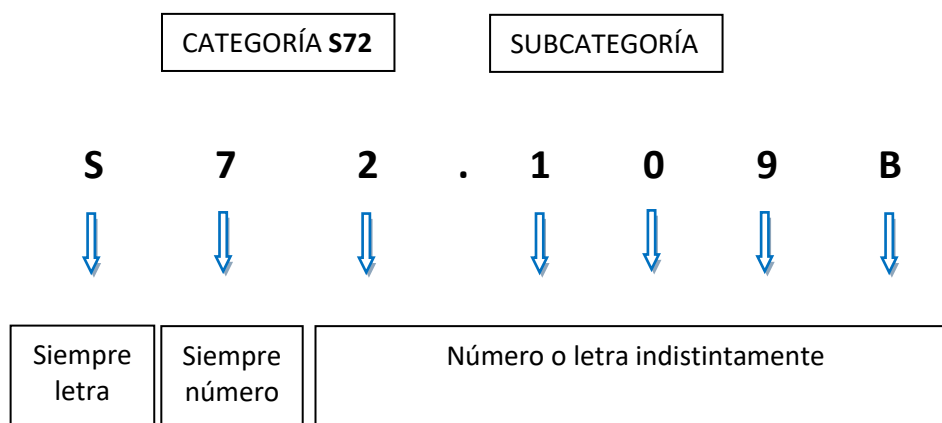 CATEGORÍA S72 SUBCATEGORÍA
S 7 2 . 1 0 9 B
Siempre letra
Siempre número
Número o letra indistintamente